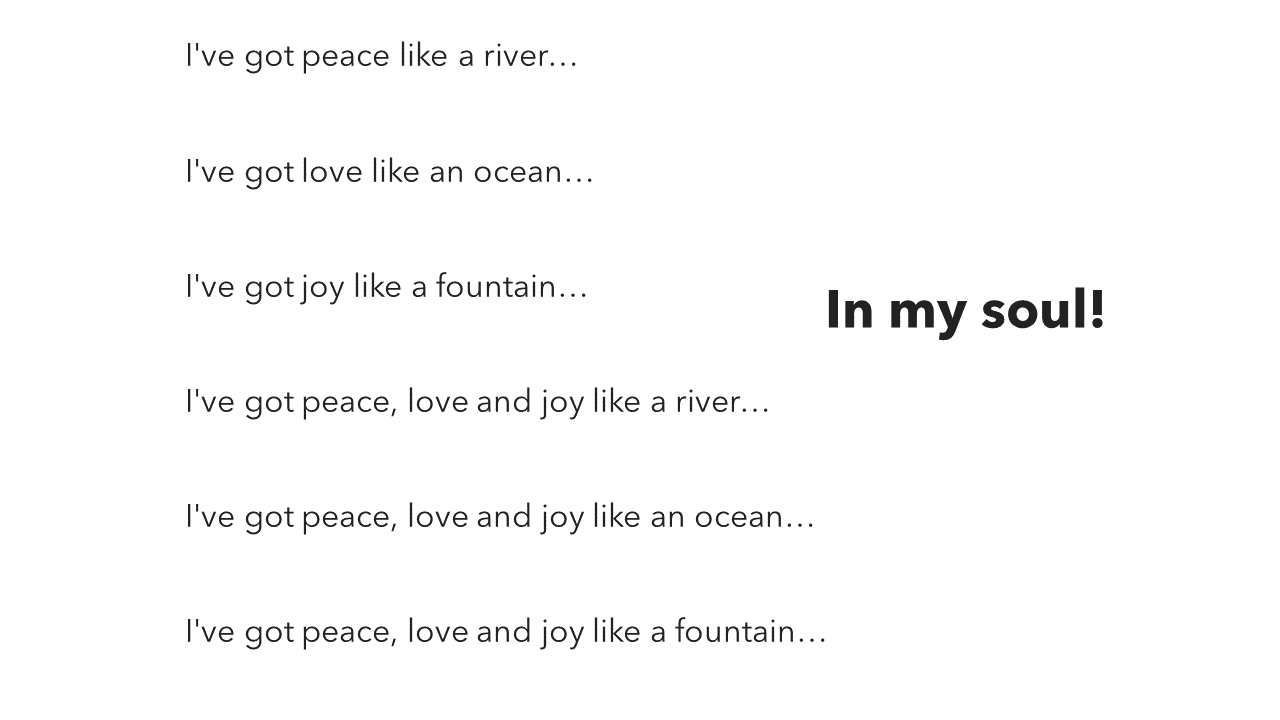 I've got peace like a river…
I've got love like an ocean…
I've got joy like a fountain…
In my soul!
I've got peace, love and joy like a river…
I've got peace, love and joy like an ocean…
I've got peace, love and joy like a fountain…